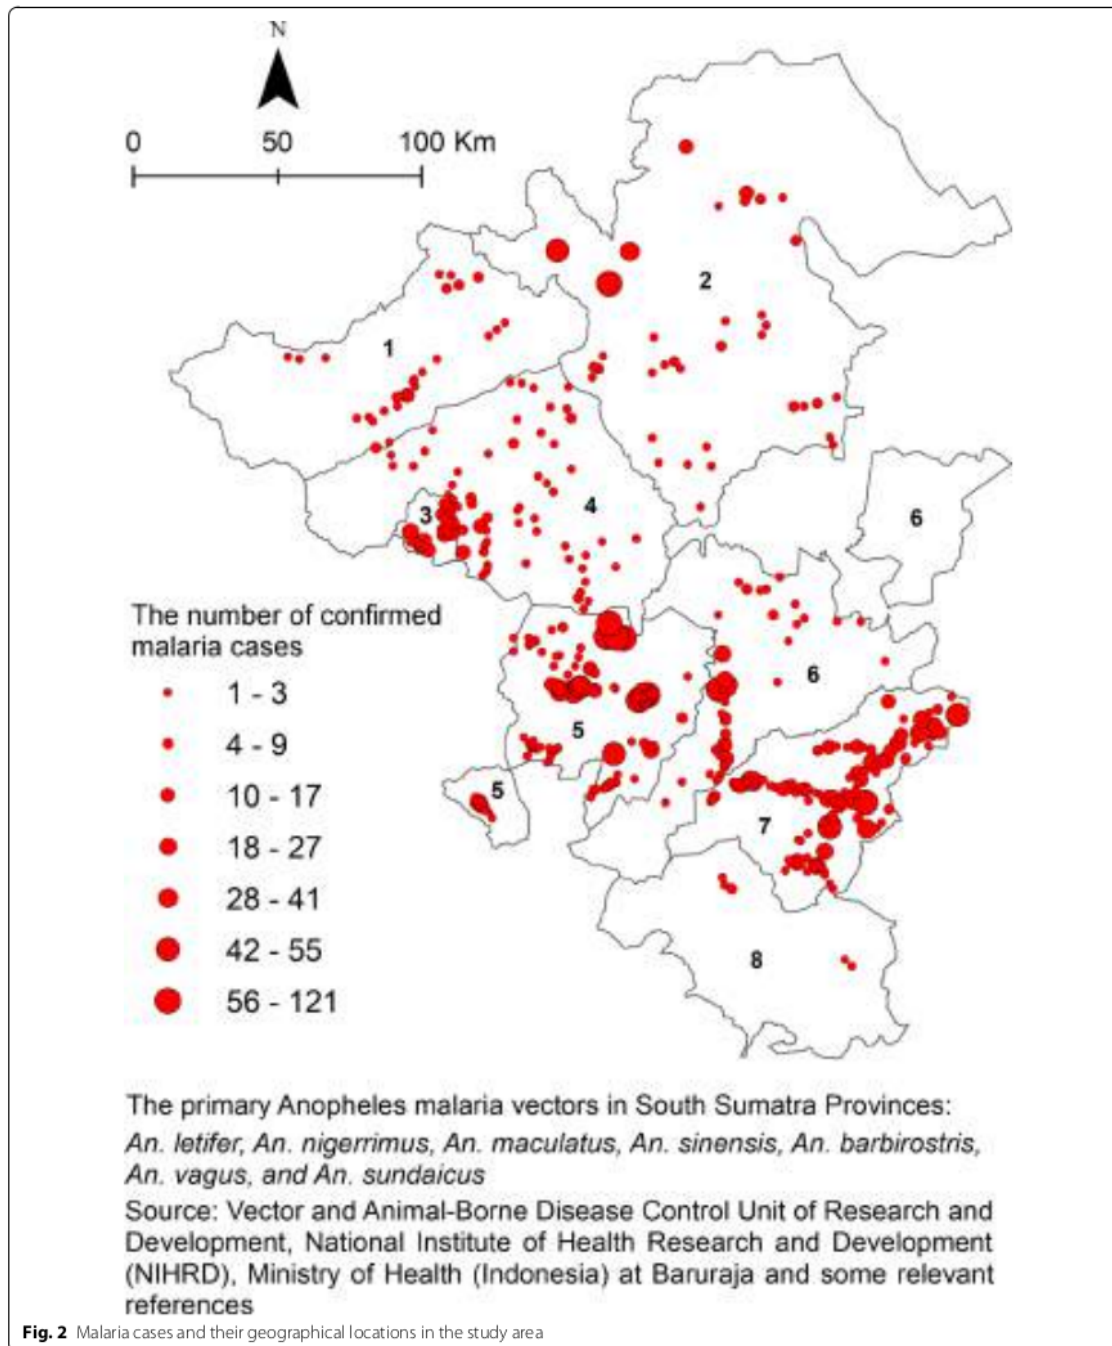 N
0 50 100 Km
2
1
4
3
6
The number of confirmed
malaria cases
1 - 3
4 - 9
10 - 17
18 - 27
28 - 41
42 - 55
56 - 121
6
5
5
7
8
The primary Anopheles malaria vectors in South Sumatra Provinces:
An. letifer, An. nigerrimus, An. maculatus, An. sinensis, An. barbirostris,
An. vagus, and An. sundaicus
Source: Vector and Animal-Borne Disease Control Unit of Research and
Development, National Institute of Health Research and Development
(NIHRD), Ministry of Health (Indonesia) at Baruraja and some relevant
references
Fig. 2 Malaria cases and their geographical locations in the study area